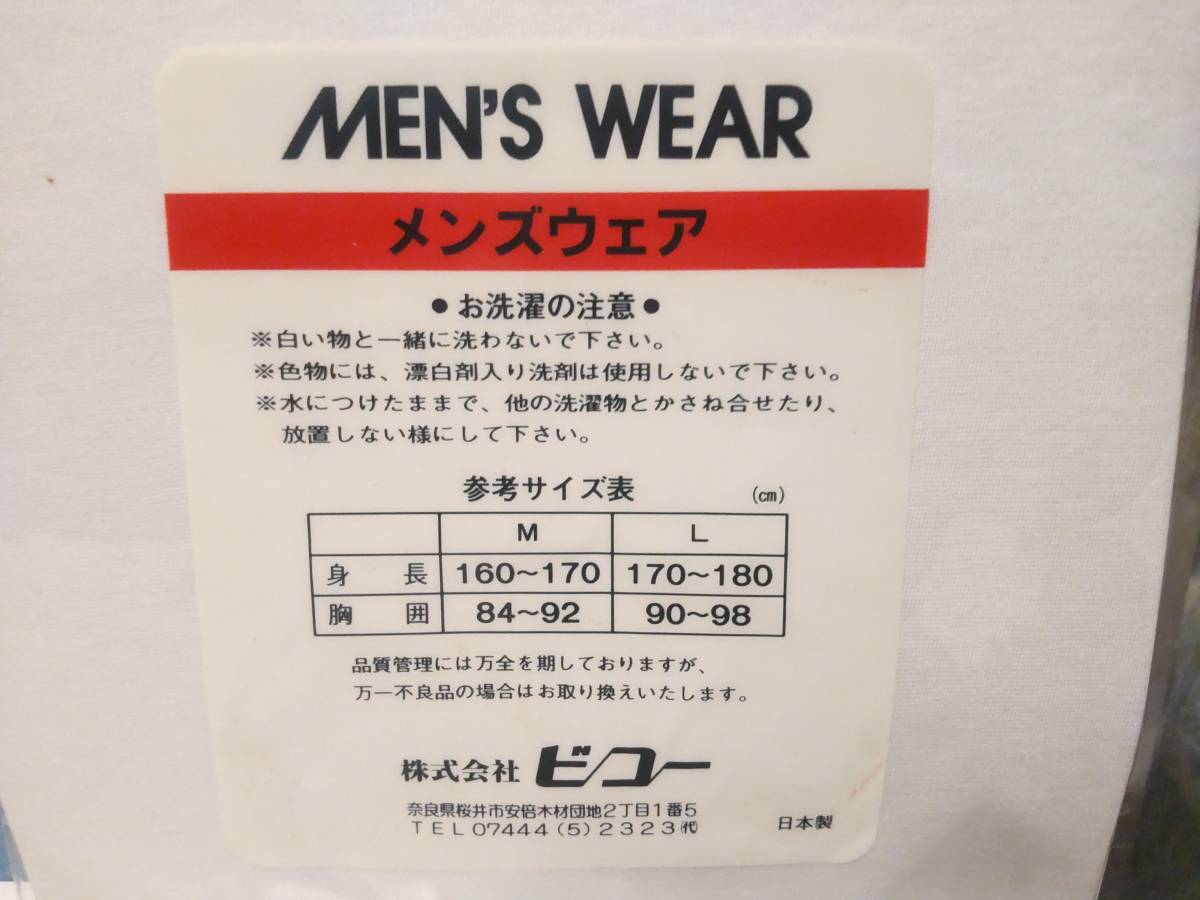 MEN'S WEAR
メンズウェア
●お洗濯の注意●
※白い物と一緒に洗わないで下さい。
※色物には、漂白剤入り洗剤は使用しないで下さい。
※水につけたままで、他の洗濯物とかさね合せたり、
放置しない様にして下さい。
参考サイズ表 (㎝)
M L
身長 160〜170 170〜180
胸囲 84〜92 90〜98
品質管理には万全を期しておりますが、
万一不良品の場合はお取り換えいたします。
株式会社 ビコー
奈良県桜井市安倍木材団地2丁目1番5
TEL 07444(5)2323㈹
日本製